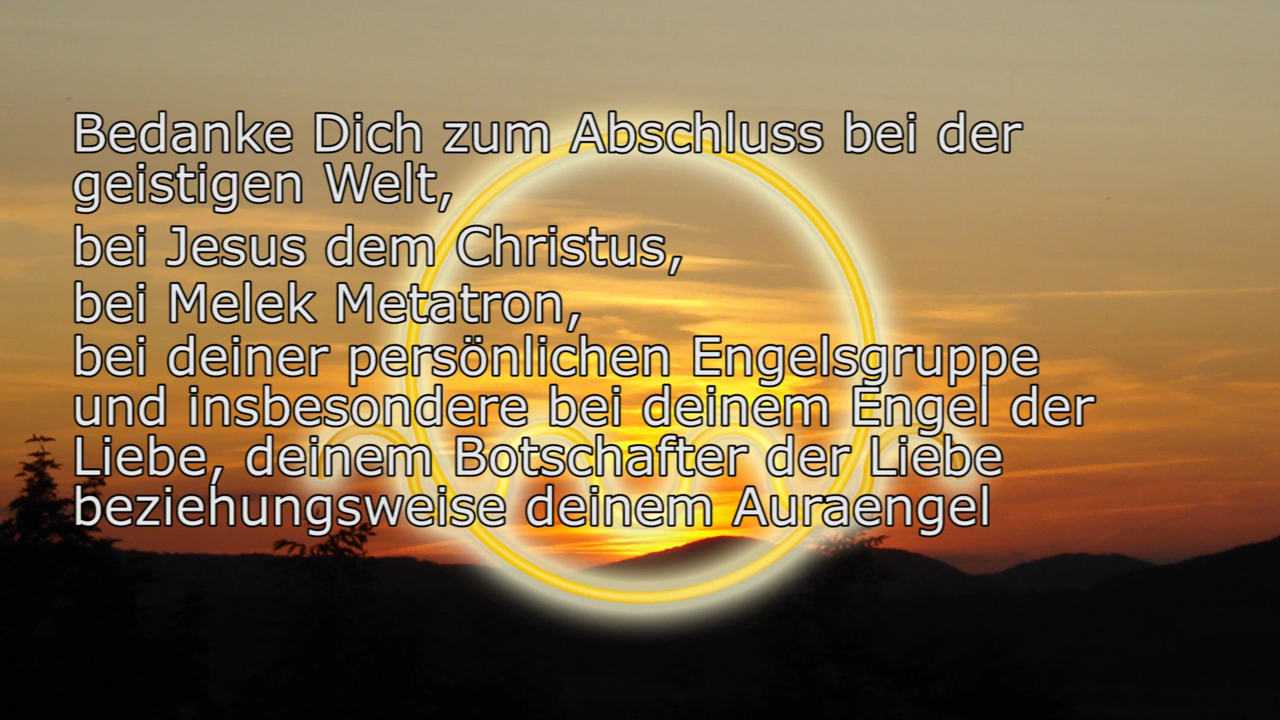 Bedanke Dich zum Abschluss bei der
geistigen Welt,
bei Jesus dem Christus,
bei Melek Metatron,
bei deiner persönlichen Engelsgruppe
und insbesondere bei deinem Engel der
Liebe, deinem Botschafter der Liebe
beziehungsweise deinem Auraengel